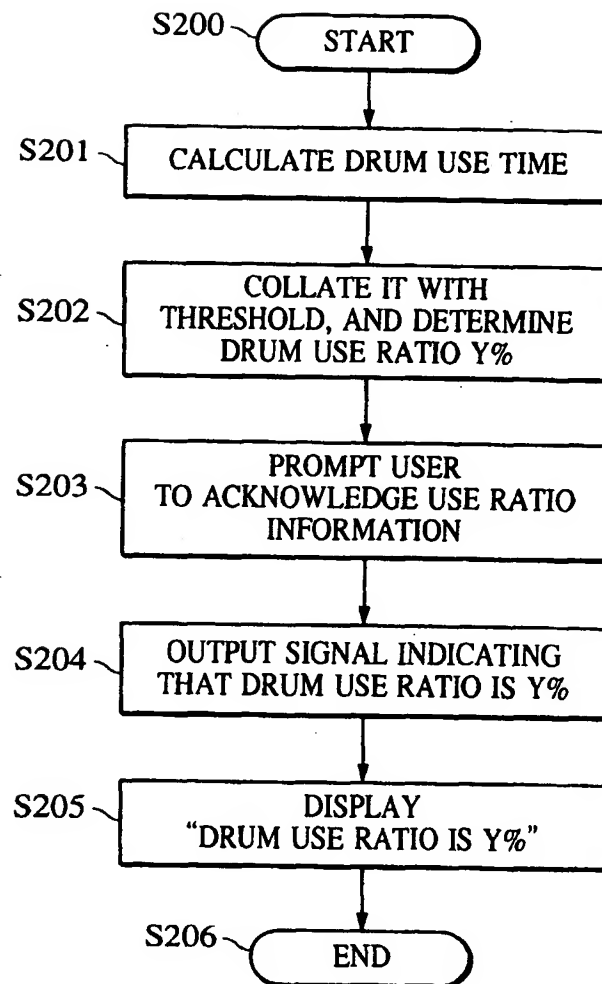 S200
START
S201
CALCULATE DRUM USE TIME
S202
COLLATE IT WITH
THRESHOLD, AND DETERMINE
DRUM USE RATIO Y%
S203
PROMPT USER
TO ACKNOWLEDGE USE RATIO
INFORMATION
S204
OUTPUT SIGNAL INDICATING
THAT DRUM USE RATIO IS Y%
S205
DISPLAY
“DRUM USE RATIO IS Y%”
S206
END